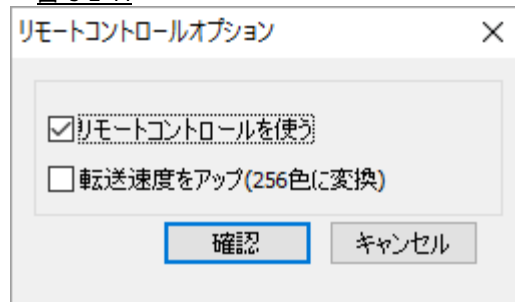 リモートコントロールオプション
リモートコントロールを使う
転送速度をアップ(256色に変換)
確認
キャンセル